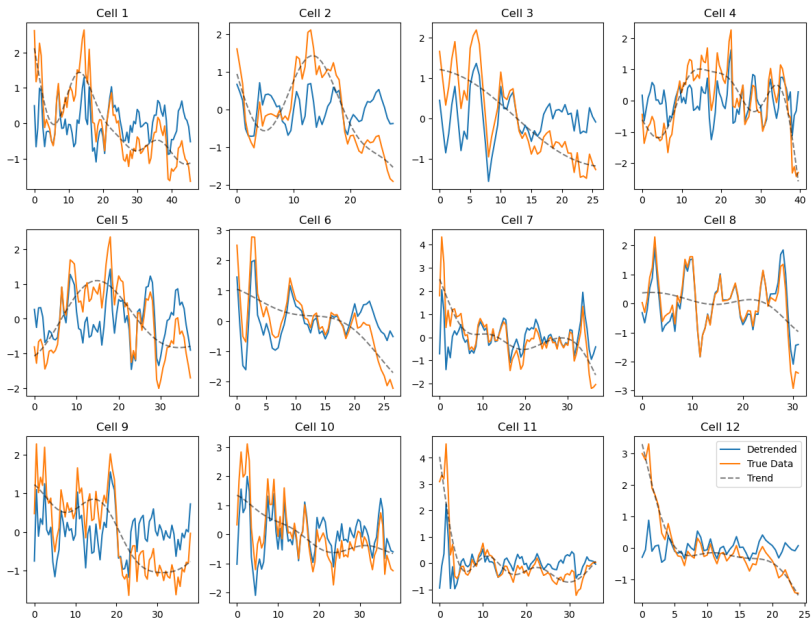 Cell 1 Cell 2 Cell 3 Cell 4
2 2 2 2
1 1 1 1
0 0 0 0
−1 −1 −1 −1
−2 −2
0 10 20 30 40 0 10 20 0 5 10 15 20 25 0 10 20 30 40
Cell 5 Cell 6 Cell 7 Cell 8
2 3 4 2
1 2 3 1
0 1 2 0
−1 0 1 −1
−2 −1 0 −2
−2 −1 −3
−2
0 10 20 30 0 5 10 15 20 25 0 10 20 30 0 10 20 30
Cell 9 Cell 10 Cell 11 Cell 12
Detrended
True Data
Trend
2 3 4 3
1 2 3 2
0 1 2 1
−1 0 1 0
−1 0 −1
−2 −1
0 10 20 30 0 10 20 30 0 10 20 30 0 5 10 15 20 24